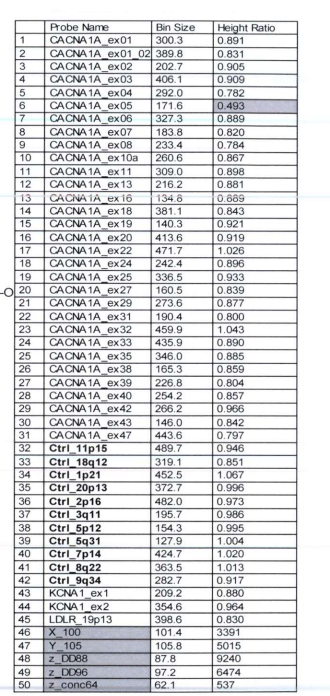 Probe Name Bin Size Height Ratio
1 CACNA1A_ex01 300.3 0.891
2 CACNA1A_ex01_02 389.8 0.831
3 CACNA1A_ex02 202.7 0.905
4 CACNA1A_ex03 406.1 0.909
5 CACNA1A_ex04 292.0 0.782
6 CACNA1A_ex05 171.6 0.493
7 CACNA1A_ex06 327.3 0.889
8 CACNA1A_ex07 183.8 0.820
9 CACNA1A_ex08 233.4 0.784
10 CACNA1A_ex10a 260.6 0.867
11 CACNA1A_ex11 309.0 0.898
12 CACNA1A_ex13 216.2 0.881
13 CACNA1A_ex16 134.8 0.889
14 CACNA1A_ex18 381.1 0.843
15 CACNA1A_ex19 140.3 0.921
16 CACNA1A_ex20 413.6 0.919
17 CACNA1A_ex22 471.7 1.026
18 CACNA1A_ex24 242.4 0.896
19 CACNA1A_ex25 336.5 0.933
20 CACNA1A_ex27 160.5 0.839
21 CACNA1A_ex29 273.6 0.877
22 CACNA1A_ex31 190.4 0.800
23 CACNA1A_ex32 459.9 1.043
24 CACNA1A_ex33 435.9 0.890
25 CACNA1A_ex35 346.0 0.885
26 CACNA1A_ex38 165.3 0.859
27 CACNA1A_ex39 226.8 0.804
28 CACNA1A_ex40 254.2 0.857
29 CACNA1A_ex42 266.2 0.966
30 CACNA1A_ex43 146.0 0.842
31 CACNA1A_ex47 443.6 0.797
32 Ctrl_11p15 489.7 0.946
33 Ctrl_18q12 319.1 0.851
34 Ctrl_1p21 452.5 1.067
35 Ctrl_20p13 372.7 0.996
36 Ctrl_2p16 482.0 0.973
37 Ctrl_3q11 195.7 0.986
38 Ctrl_5p12 154.3 0.995
39 Ctrl_5q31 127.9 1.004
40 Ctrl_7p14 424.7 1.020
41 Ctrl_8q22 363.5 1.013
42 Ctrl_9q34 282.7 0.917
43 KCNA1_ex1 209.2 0.880
44 KCNA1_ex2 354.6 0.964
45 LDLR_19p13 398.6 0.830
46 X_100 101.4 3391
47 Y_105 105.8 5015
48 z_DD88 87.8 9240
49 z_DD96 97.2 6474
50 z_conc64 62.1 537